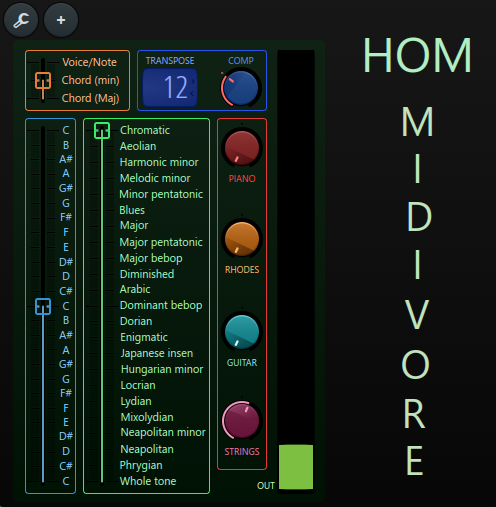 +
HOM
MIDIVORE
Voice/Note
Chord (min)
Chord (Maj)
TRANSPOSE
12
COMP
C
B
A#
A
G#
G
F#
F
E
D#
D
C#
C
B
A#
A
G#
G
F#
F
E
D#
D
C#
C
Chromatic
Aeolian
Harmonic minor
Melodic minor
Minor pentatonic
Blues
Major
Major pentatonic
Major bebop
Diminished
Arabic
Dominant bebop
Dorian
Enigmatic
Japanese insen
Hungarian minor
Locrian
Lydian
Mixolydian
Neapolitan minor
Neapolitan
Phrygian
Whole tone
PIANO
RHODES
GUITAR
STRINGS
OUT